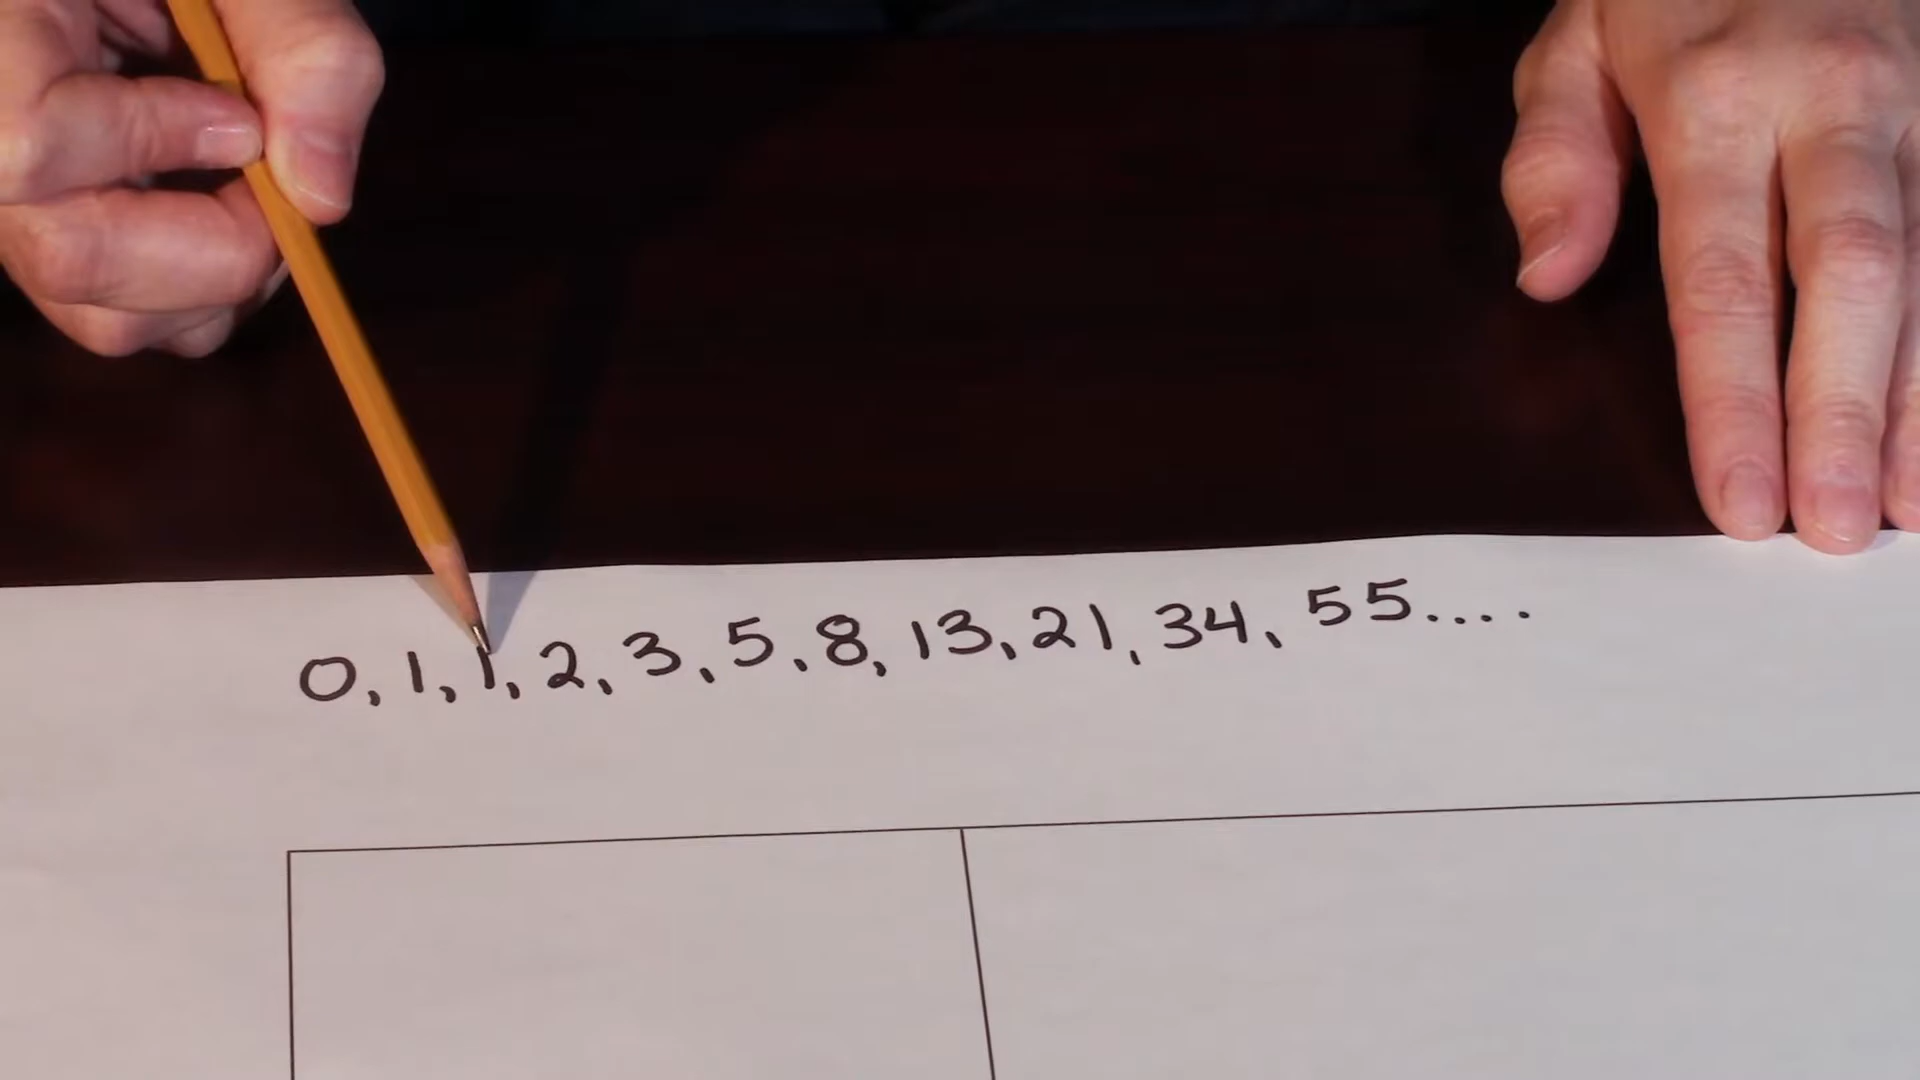 0, 1, 1, 2, 3, 5, 8, 13, 21, 34, 55....